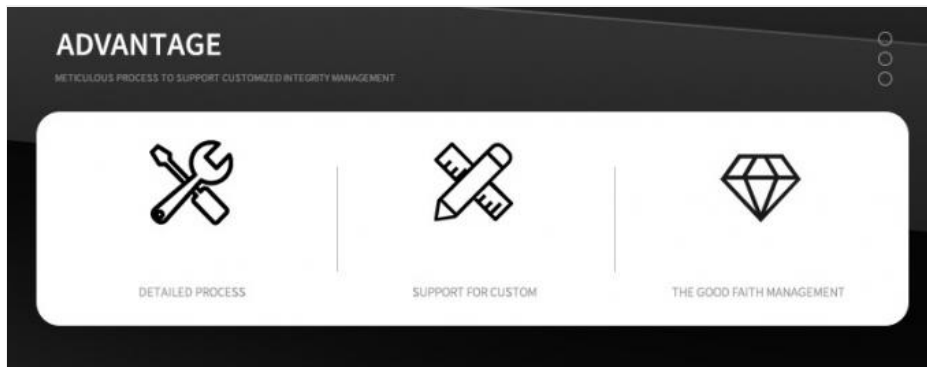 ADVANTAGE
METICULOUS PROCESS TO SUPPORT CUSTOMIZED INTEGRITY MANAGEMENT
DETAILED PROCESS
SUPPORT FOR CUSTOM
THE GOOD FAITH MANAGEMENT